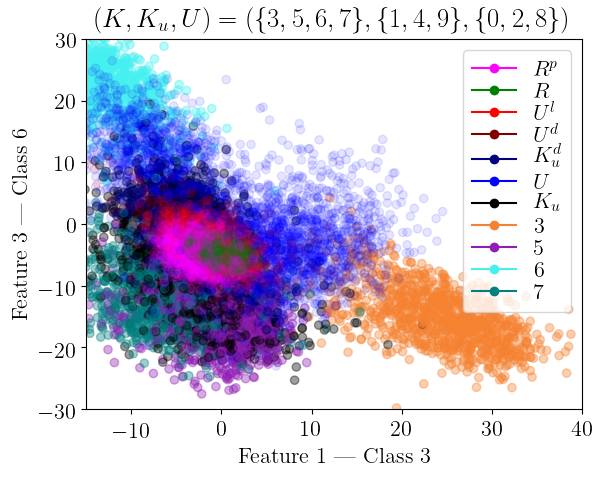 (K, K_u, U) = ({3, 5, 6, 7}, {1, 4, 9}, {0, 2, 8})
30
20
10
0
−10
−20
−30
Feature 3 — Class 6
R^p
R
U^l
U^d
K_u^d
U
K_u
3
5
6
7
−10
0
10
20
30
40
Feature 1 — Class 3